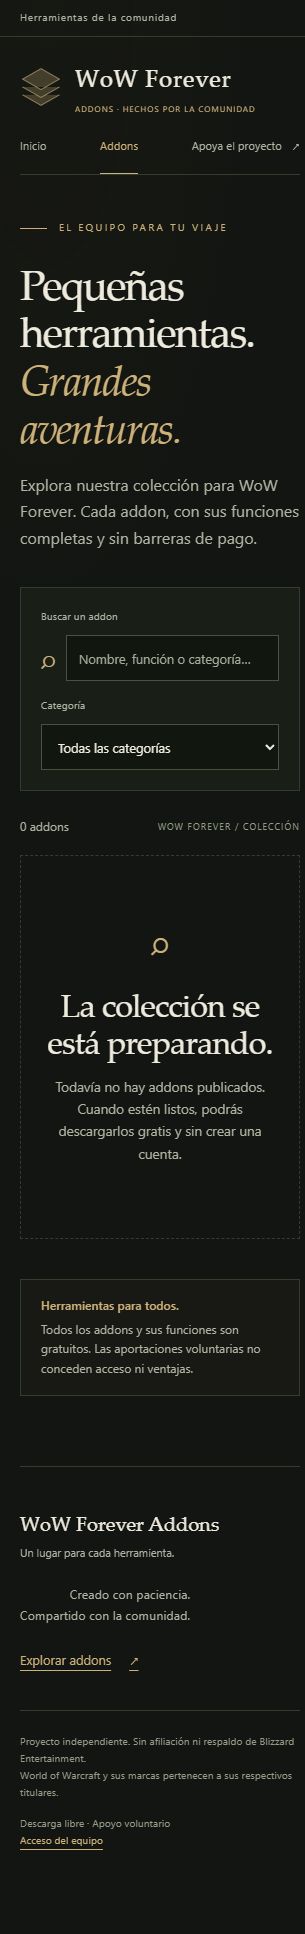 Herramientas de la comunidad
WoW Forever
ADDONS · HECHOS POR LA COMUNIDAD
Inicio Addons Apoya el proyecto ↗
EL EQUIPO PARA TU VIAJE
Pequeñas
herramientas.
Grandes
aventuras.
Explora nuestra colección para WoW
Forever. Cada addon, con sus funciones
completas y sin barreras de pago.
Buscar un addon
Nombre, función o categoría...
Categoría
Todas las categorías
0 addons WOW FOREVER / COLECCIÓN
La colección se
está preparando.
Todavía no hay addons publicados.
Cuando estén listos, podrás
descargarlos gratis y sin crear una
cuenta.
Herramientas para todos.
Todos los addons y sus funciones son
gratuitos. Las aportaciones voluntarias no
conceden acceso ni ventajas.
WoW Forever Addons
Un lugar para cada herramienta.
Creado con paciencia.
Compartido con la comunidad.
Explorar addons ↗
Proyecto independiente. Sin afiliación ni respaldo de Blizzard
Entertainment.
World of Warcraft y sus marcas pertenecen a sus respectivos
titulares.
Descarga libre · Apoyo voluntario
Acceso del equipo